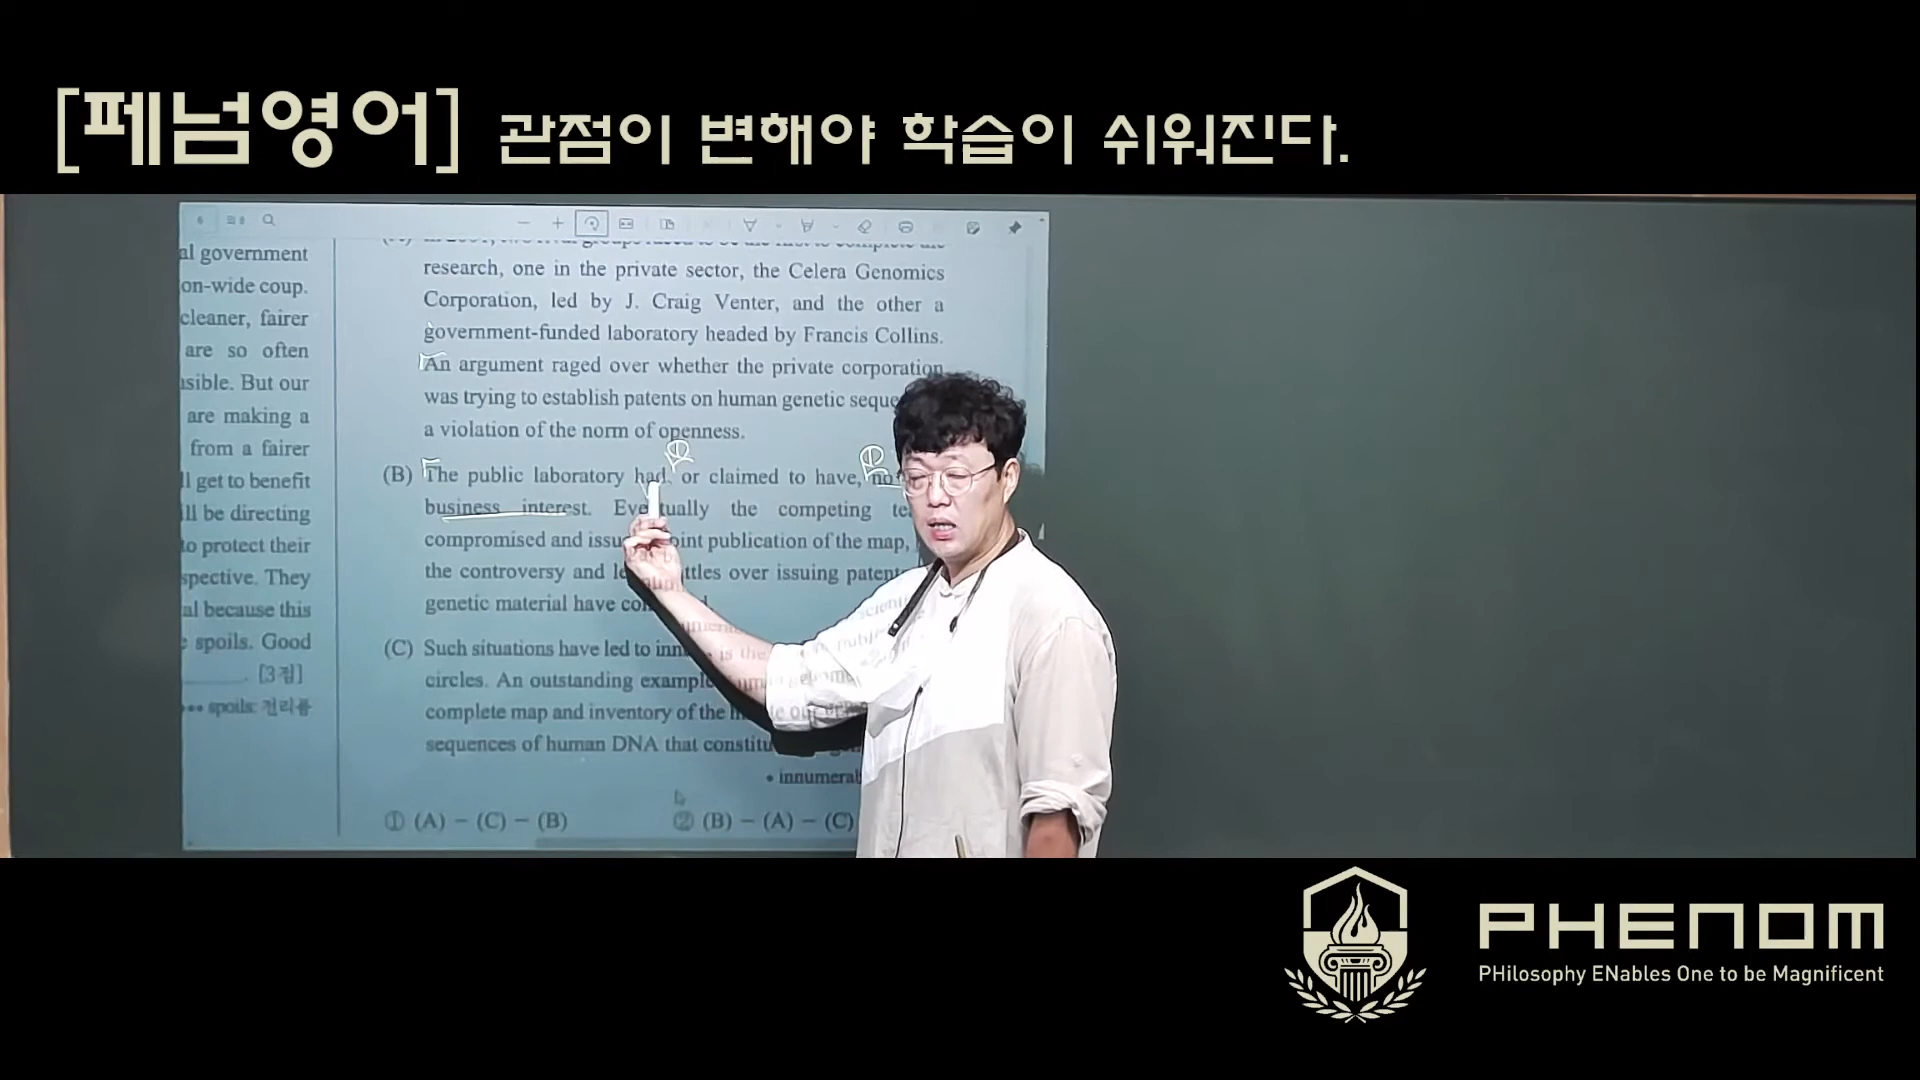 [페넘영어] 관점이 변해야 학습이 쉬워진다.
al government
on-wide coup.
cleaner, fairer
are so often
sible. But our
are making a
from a fairer
ll get to benefit
ill be directing
to protect their
spective. They
al because this
spoils. Good
[3점]
spoils: 전리품
research, one in the private sector, the Celera Genomics
Corporation, led by J. Craig Venter, and the other a
government-funded laboratory headed by Francis Collins.
An argument raged over whether the private corporation
was trying to establish patents on human genetic seque
a violation of the norm of openness.
(B) The public laboratory had, or claimed to have, no
business interest. Eventually the competing te
compromised and issu joint publication of the map,
the controversy and le ttles over issuing patent
genetic material have con
(C) Such situations have led to inn
circles. An outstanding example
complete map and inventory of the
sequences of human DNA that constitu
• innumerab
① (A) - (C) - (B)
② (B) - (A) - (C)
PHENOM
PHilosophy ENables One to be Magnificent